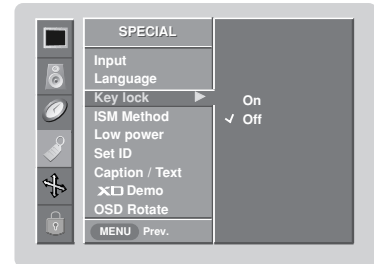 SPECIAL
Input
Language
Key lock
On
ISM Method
Off
Low power
Set ID
Caption / Text
XD Demo
OSD Rotate
MENU Prev.